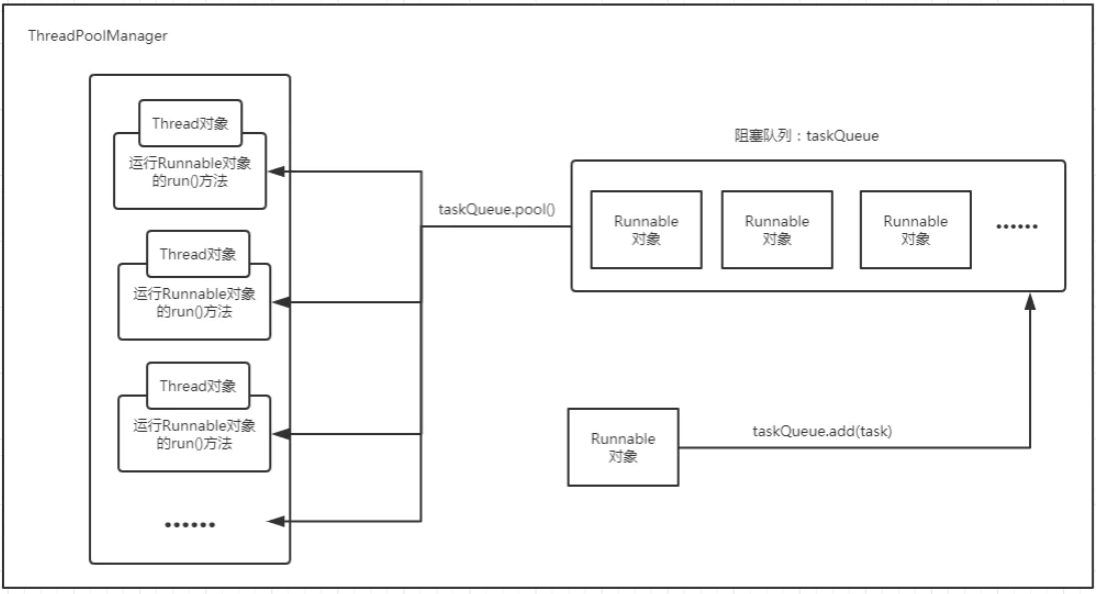 ThreadPoolManager
Thread对象
运行Runnable对象
的run()方法
Thread对象
运行Runnable对象
的run()方法
Thread对象
运行Runnable对象
的run()方法
......
taskQueue.pool()
阻塞队列：taskQueue
Runnable
对象
Runnable
对象
Runnable
对象
......
Runnable
对象
taskQueue.add(task)